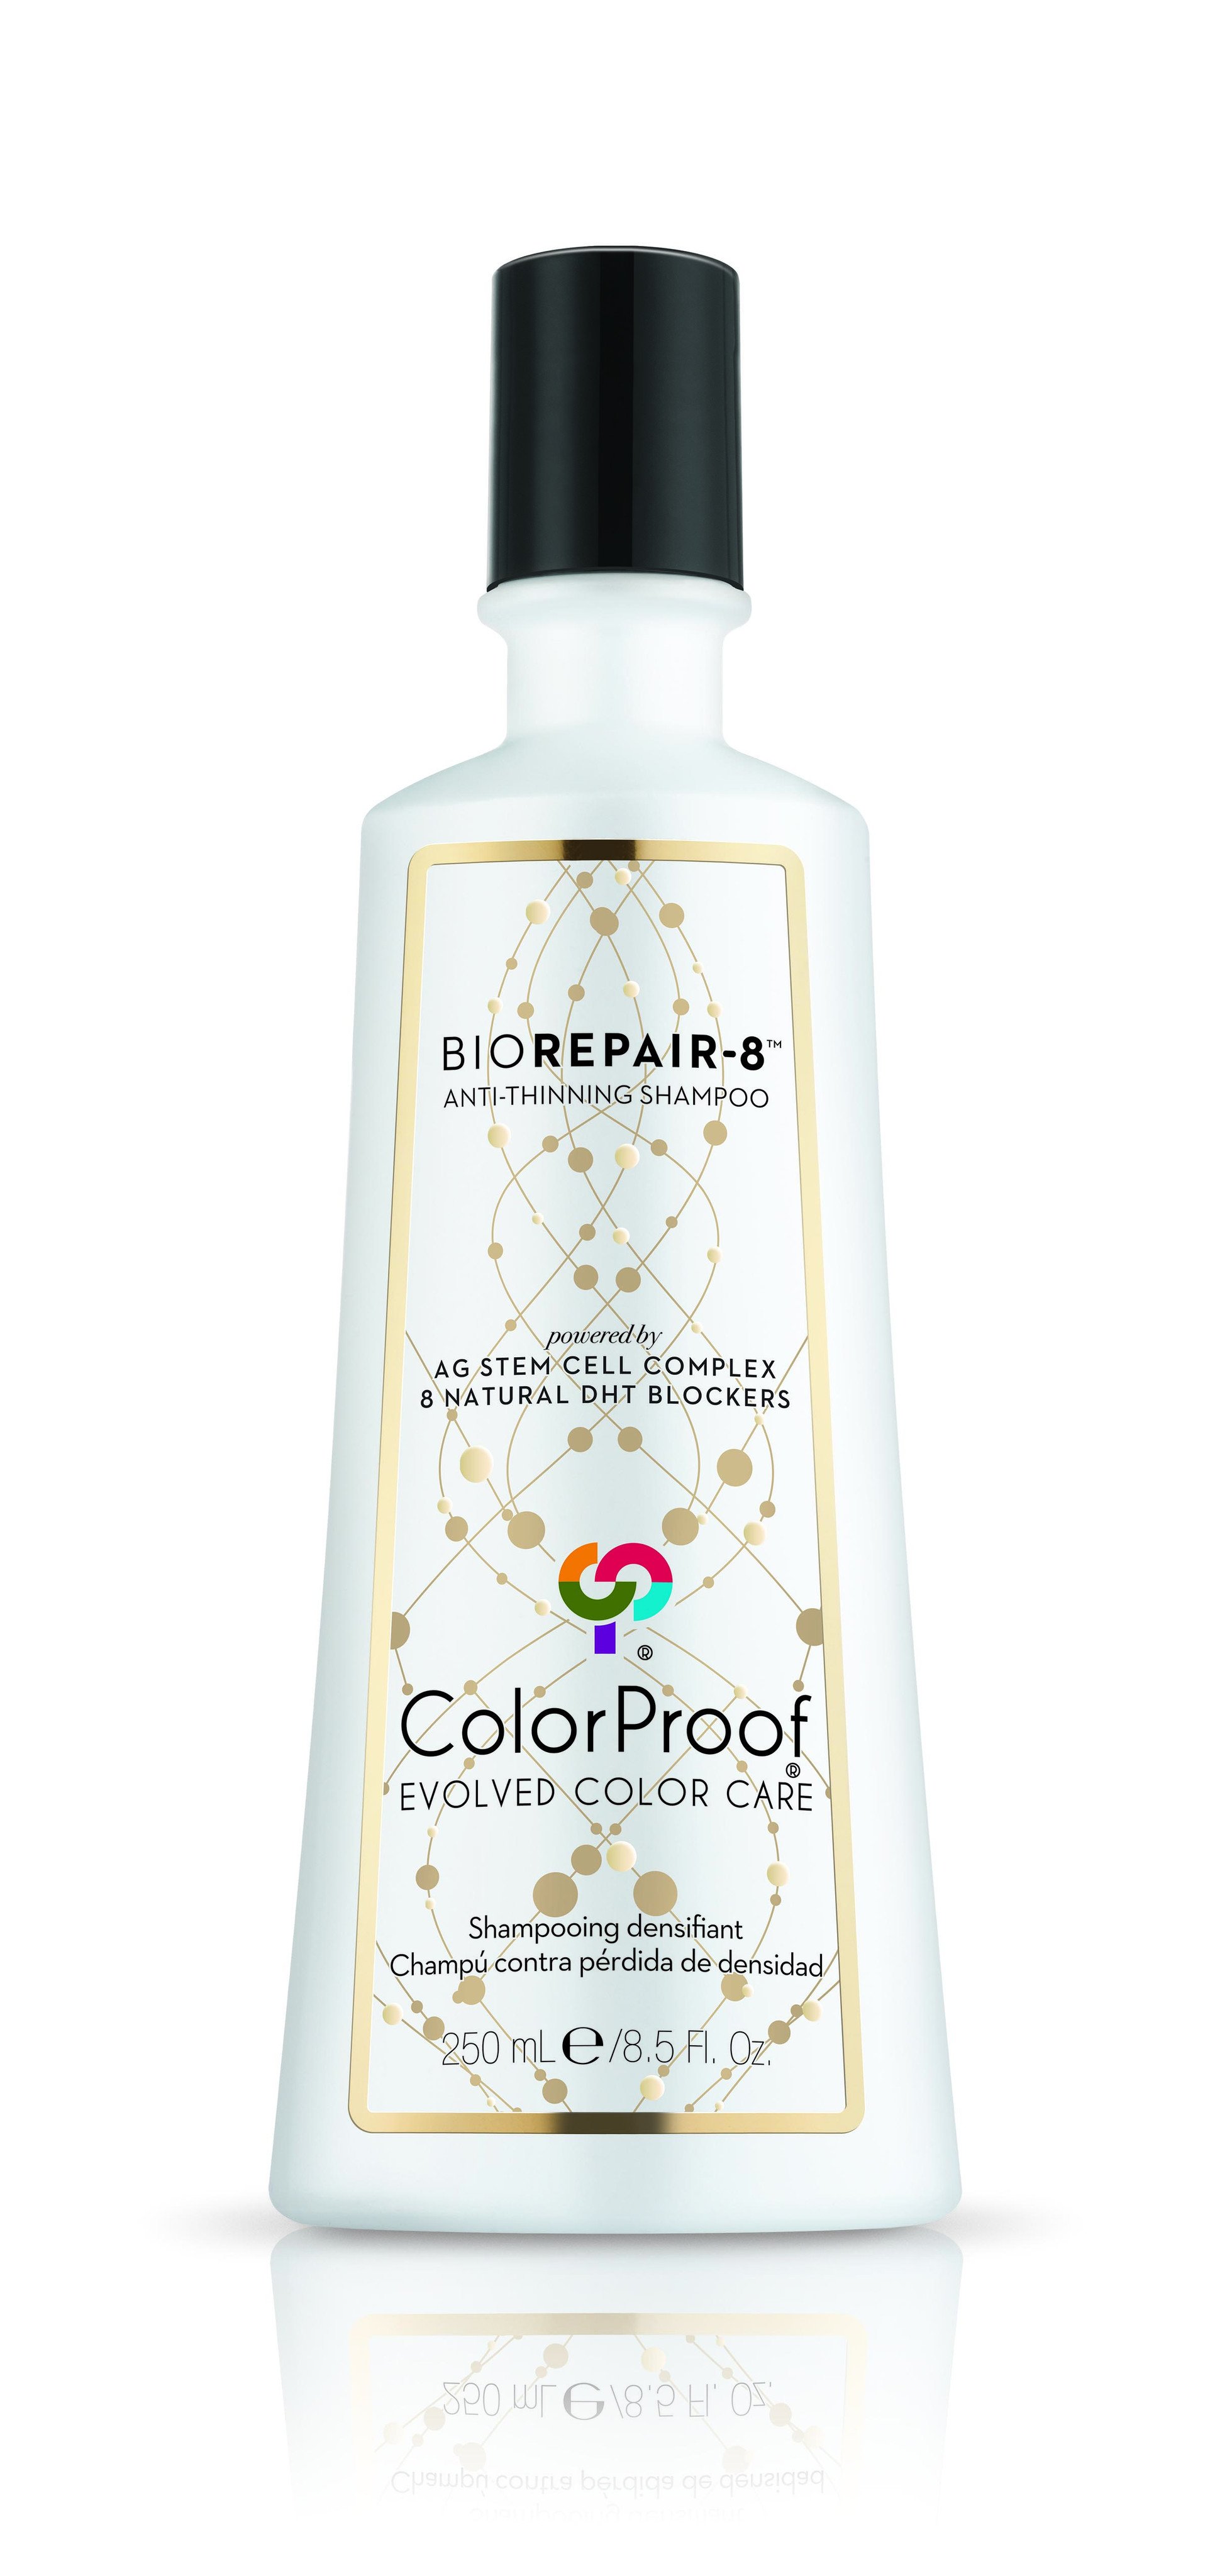 BIOREPAIR-8™
ANTI-THINNING SHAMPOO
powered by
AG STEM CELL COMPLEX
8 NATURAL DHT BLOCKERS
®
ColorProof®
EVOLVED COLOR CARE
Shampooing densifiant
Champú contra pérdida de densidad
250 mL℮/8.5 Fl. Oz.